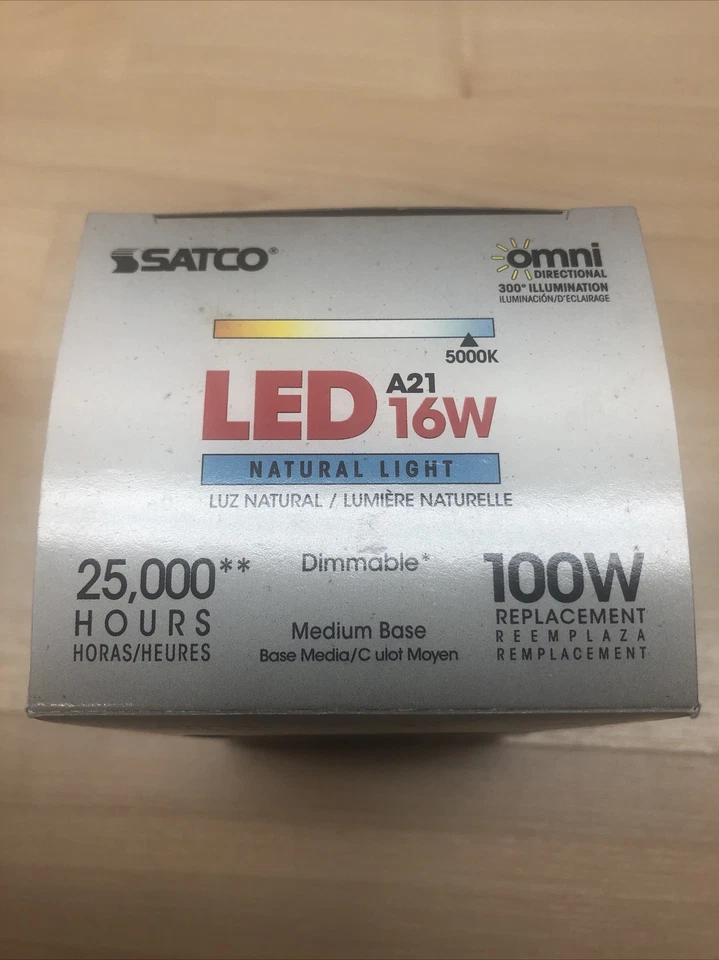 SATCO®
omni
DIRECTIONAL
300° ILLUMINATION
ILUMINACIÓN/D'ECLAIRAGE
5000K
LED A21
16W
NATURAL LIGHT
LUZ NATURAL / LUMIÈRE NATURELLE
25,000**
HOURS
HORAS/HEURES
Dimmable*
Medium Base
Base Media/C ulot Moyen
100W
REPLACEMENT
REEMPLAZA
REMPLACEMENT